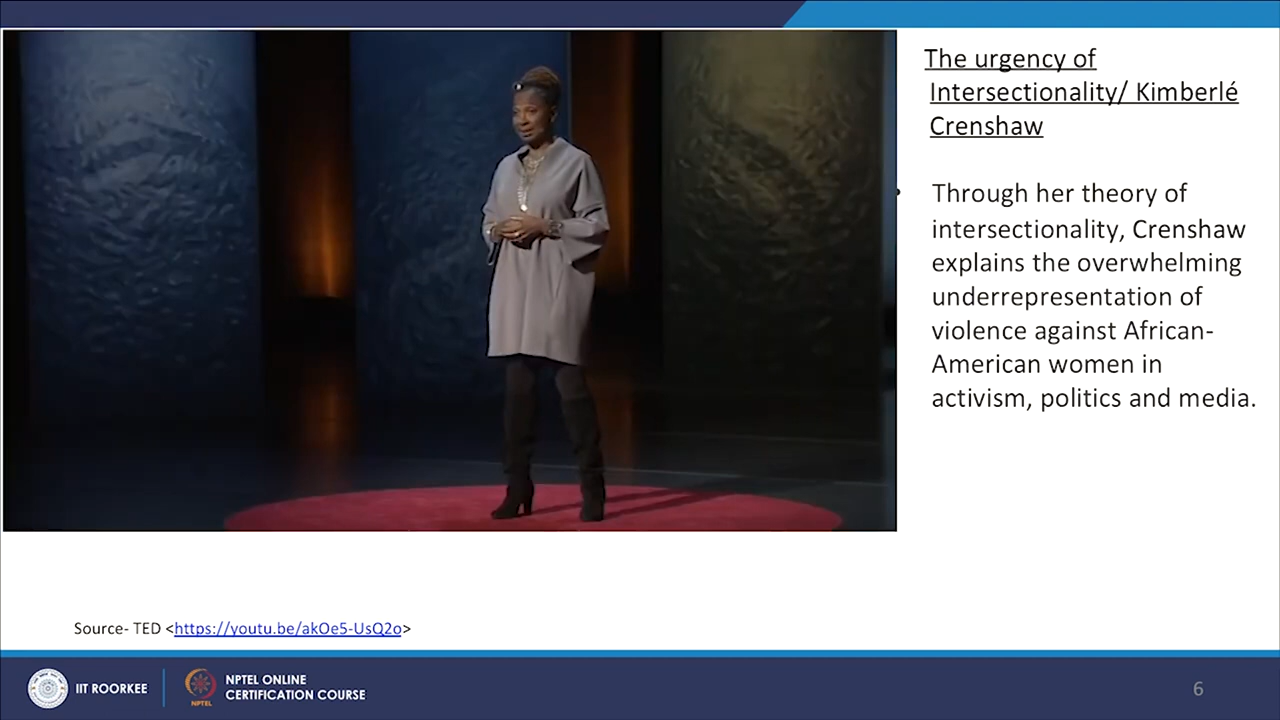 The urgency of
Intersectionality/ Kimberlé
Crenshaw
• Through her theory of
intersectionality, Crenshaw
explains the overwhelming
underrepresentation of
violence against African-
American women in
activism, politics and media.
Source- TED <https://youtu.be/akOe5-UsQ2o>
IIT ROORKEE
NPTEL
NPTEL ONLINE
CERTIFICATION COURSE
6